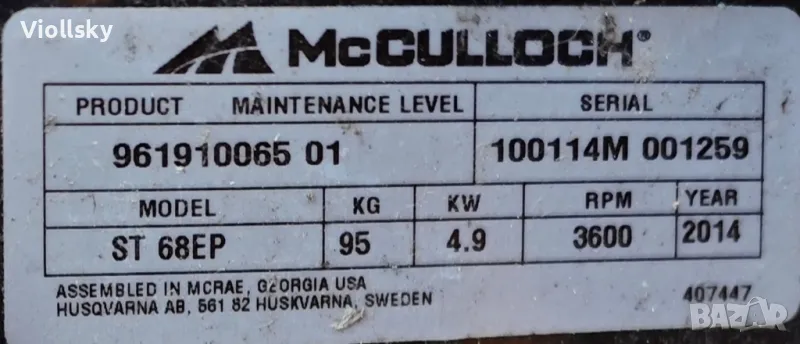 Viollsky
McCULLOCH®
PRODUCT MAINTENANCE LEVEL SERIAL
961910065 01 100114M 001259
MODEL KG KW RPM YEAR
ST 68EP 95 4.9 3600 2014
ASSEMBLED IN MCRAE, GEORGIA USA
HUSQVARNA AB, 561 82 HUSKVARNA, SWEDEN
407447
BAZAR